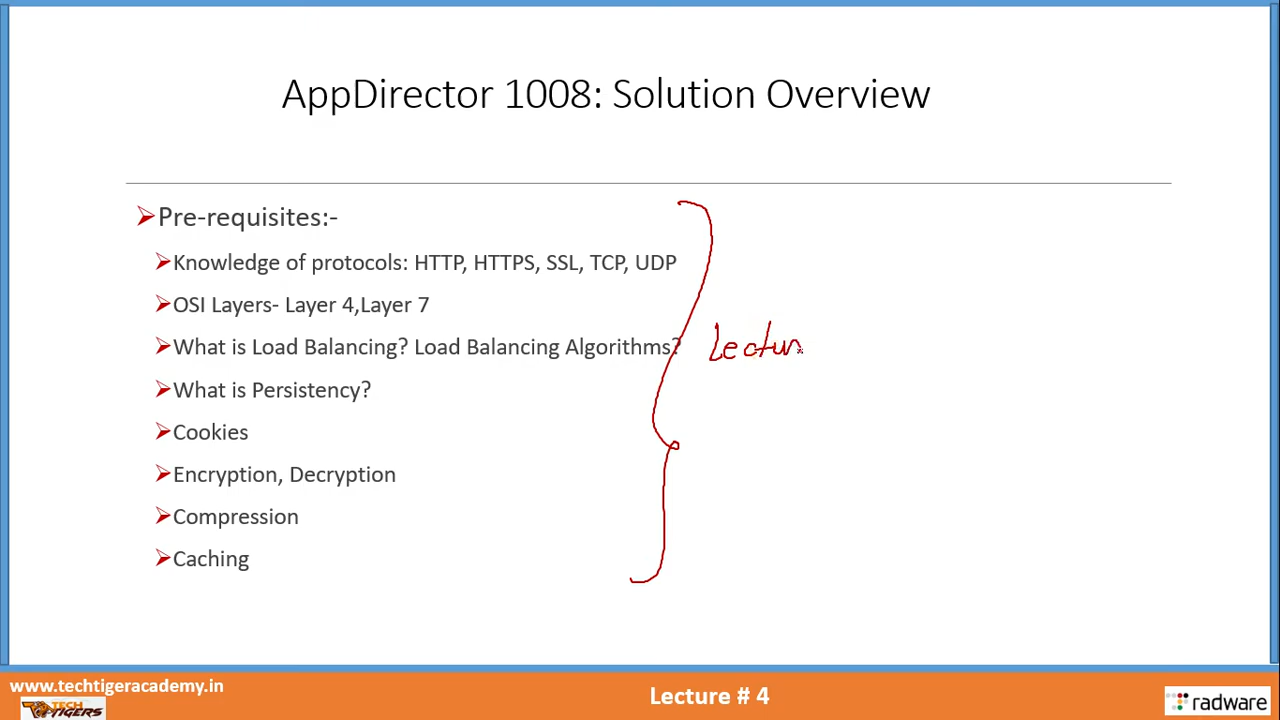 AppDirector 1008: Solution Overview
Pre-requisites:-
Knowledge of protocols: HTTP, HTTPS, SSL, TCP, UDP
OSI Layers- Layer 4,Layer 7
What is Load Balancing? Load Balancing Algorithms?
Lectur
What is Persistency?
Cookies
Encryption, Decryption
Compression
Caching
www.techtigeracademy.in
TECH
TIGERS
Lecture # 4
radware